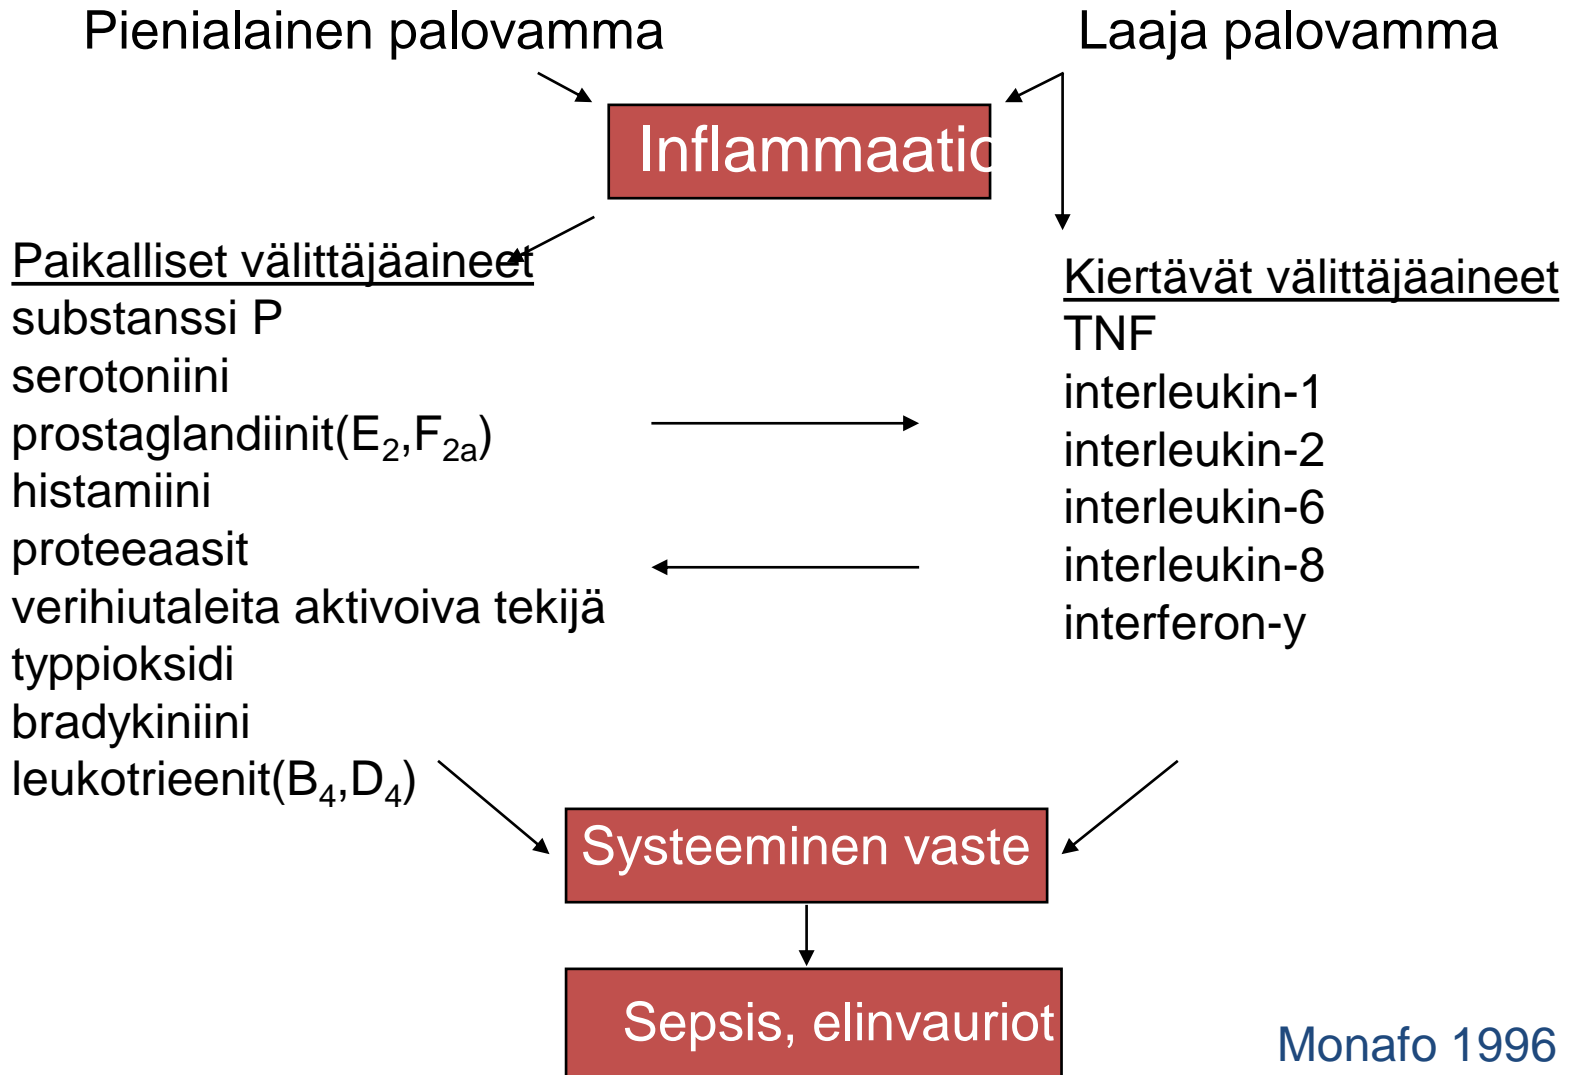 Pienialainen palovamma
Laaja palovamma
Inflammaatio
Paikalliset välittäjäaineet
substanssi P
serotoniini
prostaglandiinit(E₂,F₂ₐ)
histamiini
proteeaasit
verihiutaleita aktivoiva tekijä
typpioksidi
bradykiniini
leukotrieenit(B₄,D₄)
Kiertävät välittäjäaineet
TNF
interleukin-1
interleukin-2
interleukin-6
interleukin-8
interferon-y
Systeeminen vaste
Sepsis, elinvauriot
Monafo 1996